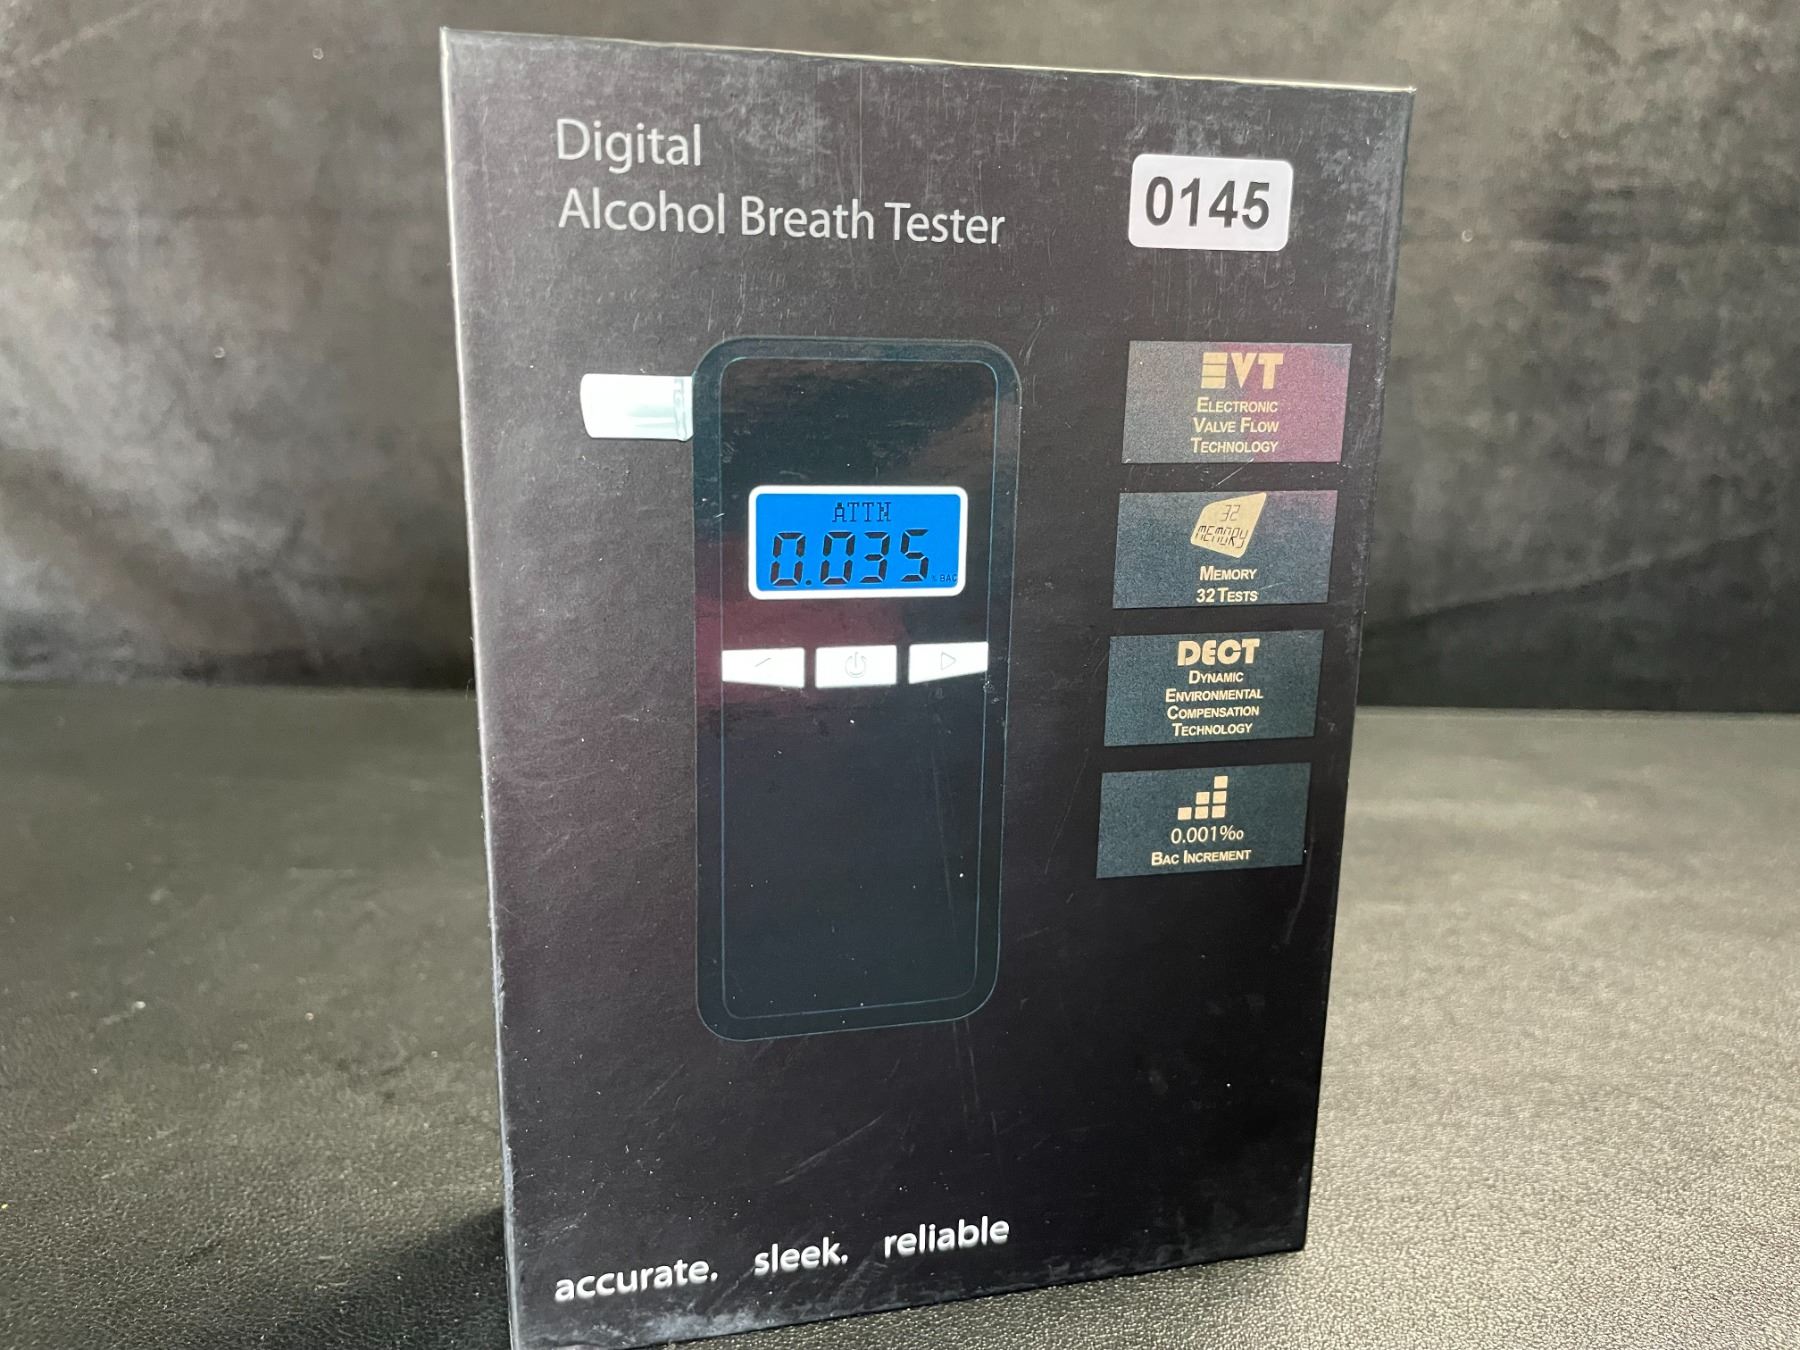 Digital
Alcohol Breath Tester
0145
ATTN
0.035
% BAC
EVT
ELECTRONIC
VALVE FLOW
TECHNOLOGY
32
MEMORY
MEMORY
32 TESTS
DECT
DYNAMIC
ENVIRONMENTAL
COMPENSATION
TECHNOLOGY
0.001‰
BAC INCREMENT
accurate. sleek. reliable